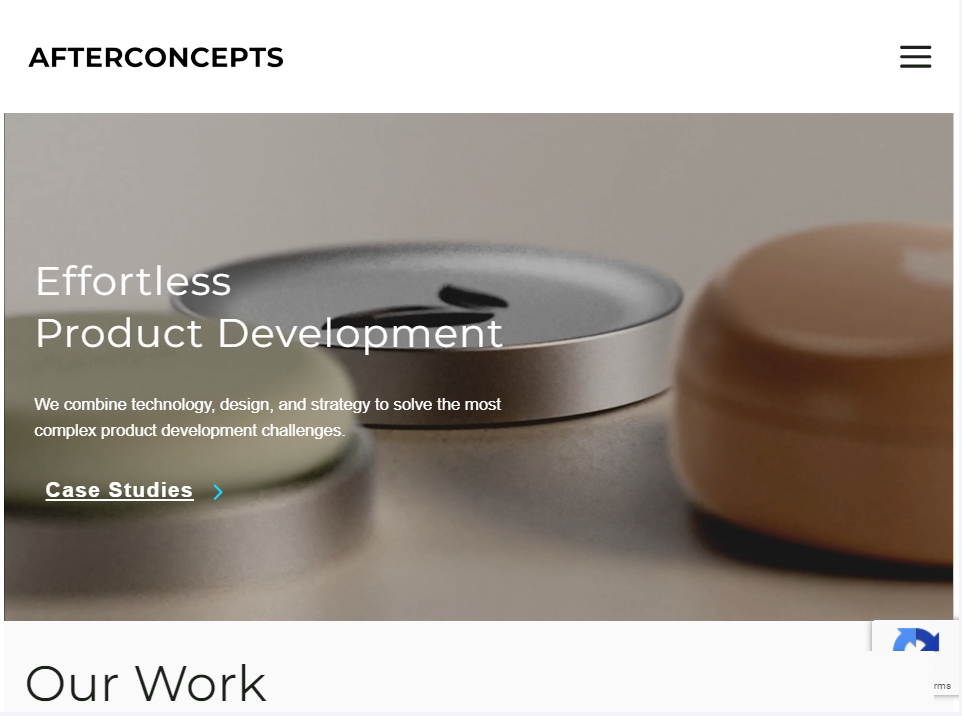 AFTERCONCEPTS
Effortless
Product Development
We combine technology, design, and strategy to solve the most
complex product development challenges.
Case Studies
Our Work
rms